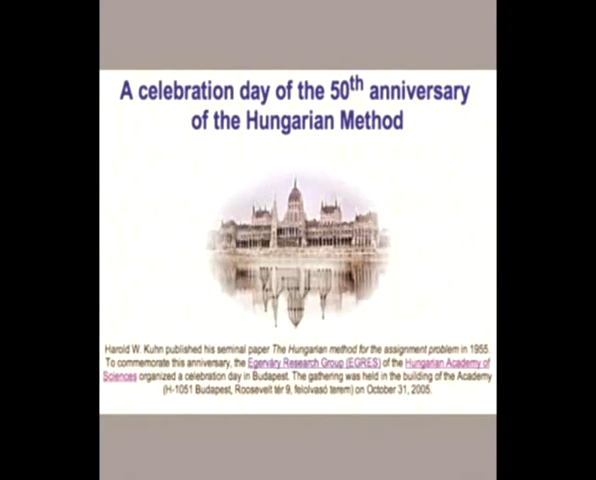 A celebration day of the 50th anniversary
of the Hungarian Method
Harold W. Kuhn published his seminal paper The Hungarian method for the assignment problem in 1955.
To commemorate this anniversary, the Egerváry Research Group (EGRES) of the Hungarian Academy of
Sciences organized a celebration day in Budapest. The gathering was held in the building of the Academy
(H-1051 Budapest, Roosevelt tér 9, felolvasó terem) on October 31, 2005.